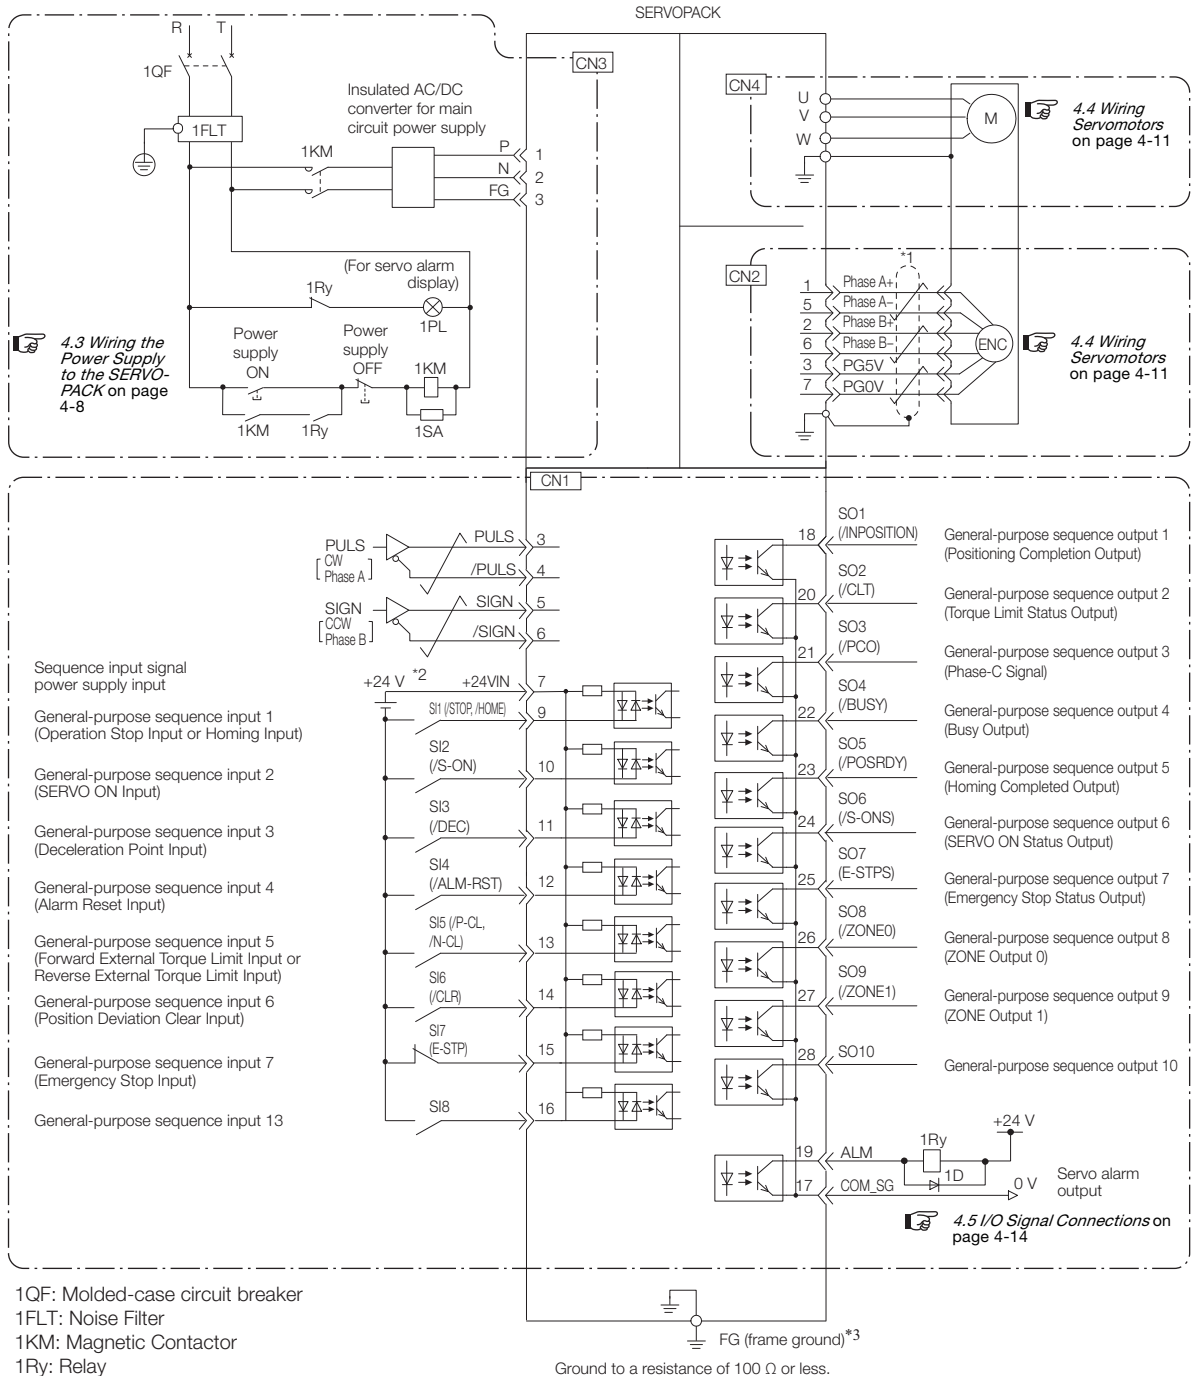 SERVOPACK
R
T
1QF
1FLT
CN3
Insulated AC/DC
converter for main
circuit power supply
1KM
P
1
N
2
FG
3
(For servo alarm
display)
1Ry
1PL
4.3 Wiring the
Power Supply
to the SERVO-
PACK on page
4-8
Power
supply
ON
Power
supply
OFF
1KM
1KM
1Ry
1SA
CN4
U
V
W
M
4.4 Wiring
Servomotors
on page 4-11
CN2
*1
1
Phase A+
5
Phase A–
2
Phase B+
6
Phase B–
3
PG5V
7
PG0V
ENC
4.4 Wiring
Servomotors
on page 4-11
CN1
PULS
CW
Phase A
PULS
3
/PULS
4
SIGN
CCW
Phase B
SIGN
5
/SIGN
6
Sequence input signal
power supply input
+24 V
*2
+24VIN
7
General-purpose sequence input 1
(Operation Stop Input or Homing Input)
SI1 (/STOP, /HOME)
9
General-purpose sequence input 2
(SERVO ON Input)
SI2
(/S-ON)
10
General-purpose sequence input 3
(Deceleration Point Input)
SI3
(/DEC)
11
General-purpose sequence input 4
(Alarm Reset Input)
SI4
(/ALM-RST)
12
General-purpose sequence input 5
(Forward External Torque Limit Input or
Reverse External Torque Limit Input)
SI5 (/P-CL,
/N-CL)
13
General-purpose sequence input 6
(Position Deviation Clear Input)
SI6
(/CLR)
14
General-purpose sequence input 7
(Emergency Stop Input)
SI7
(E-STP)
15
General-purpose sequence input 13
SI8
16
18
SO1
(/INPOSITION)
General-purpose sequence output 1
(Positioning Completion Output)
20
SO2
(/CLT)
General-purpose sequence output 2
(Torque Limit Status Output)
21
SO3
(/PCO)
General-purpose sequence output 3
(Phase-C Signal)
22
SO4
(/BUSY)
General-purpose sequence output 4
(Busy Output)
23
SO5
(/POSRDY)
General-purpose sequence output 5
(Homing Completed Output)
24
SO6
(/S-ONS)
General-purpose sequence output 6
(SERVO ON Status Output)
25
SO7
(E-STPS)
General-purpose sequence output 7
(Emergency Stop Status Output)
26
SO8
(/ZONE0)
General-purpose sequence output 8
(ZONE Output 0)
27
SO9
(/ZONE1)
General-purpose sequence output 9
(ZONE Output 1)
28
SO10
General-purpose sequence output 10
+24 V
19
ALM
1Ry
1D
17
COM_SG
0 V
Servo alarm
output
4.5 I/O Signal Connections on
page 4-14
1QF: Molded-case circuit breaker
1FLT: Noise Filter
1KM: Magnetic Contactor
1Ry: Relay
FG (frame ground)*3
Ground to a resistance of 100 Ω or less.